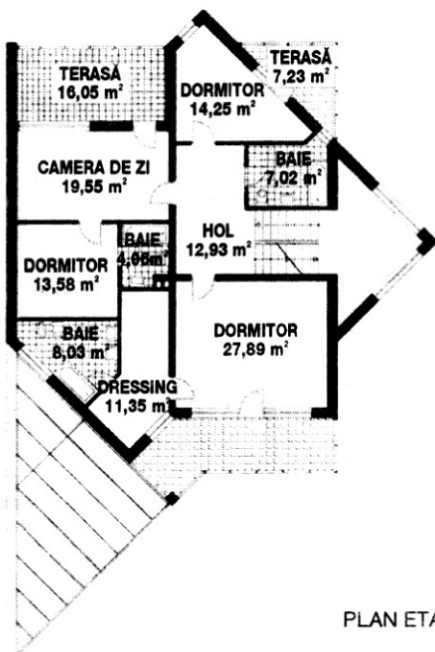 TERASĂ
16,05 m²
TERASĂ
7,23 m²
DORMITOR
14,25 m²
CAMERA DE ZI
19,55 m²
BAIE
7,02 m²
HOL
12,93 m²
BAIE
DORMITOR
13,58 m²
BAIE
8,03 m²
DORMITOR
27,89 m²
DRESSING
11,35 m²
PLAN ETA